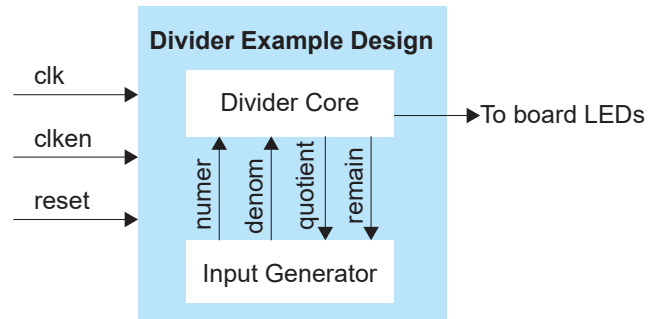 Divider Example Design
clk
Divider Core
To board LEDs
clken
numer
denom
quotient
remain
reset
Input Generator